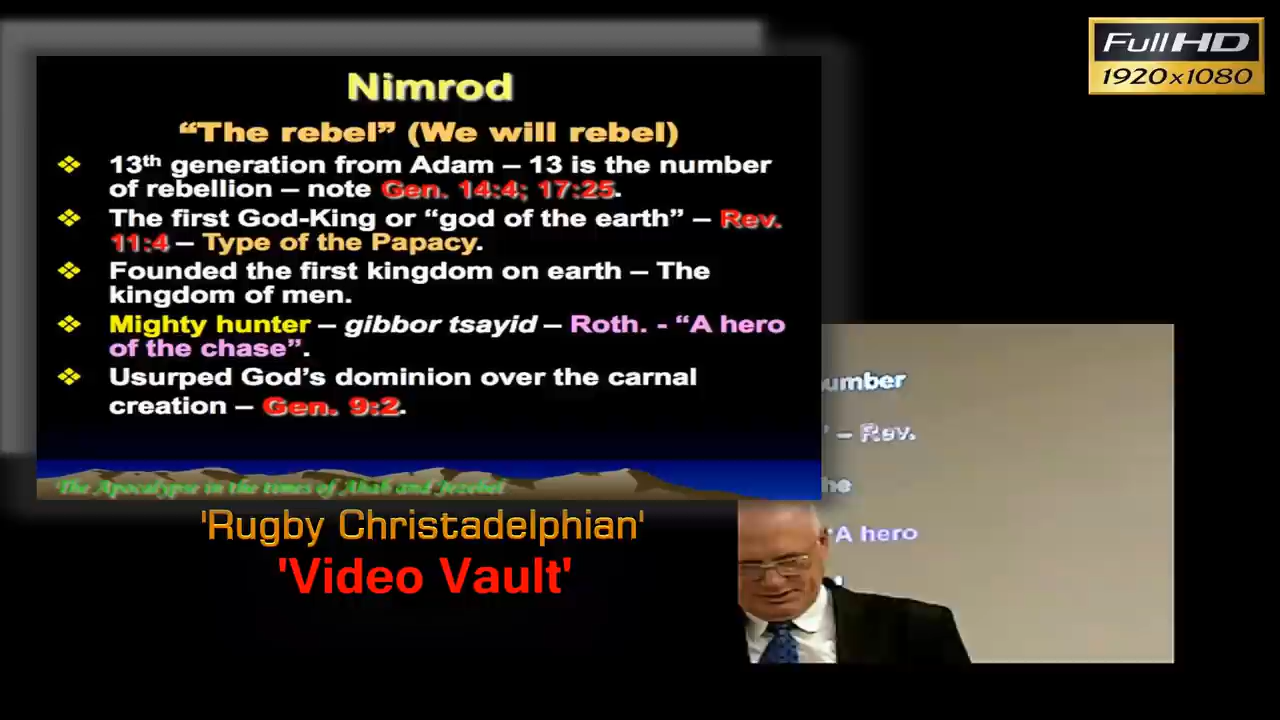 Nimrod
“The rebel” (We will rebel)
❖ 13th generation from Adam – 13 is the number
of rebellion – note Gen. 14:4; 17:25.
❖ The first God-King or “god of the earth” – Rev.
11:4 – Type of the Papacy.
❖ Founded the first kingdom on earth – The
kingdom of men.
❖ Mighty hunter – gibbor tsayid – Roth. - “A hero
of the chase”.
❖ Usurped God’s dominion over the carnal
creation – Gen. 9:2.
The Apocalypse in the times of Ahab and Jezebel
'Rugby Christadelphian'
'Video Vault'
Full HD
1920x1080
umber
” – Rev.
he
“A hero